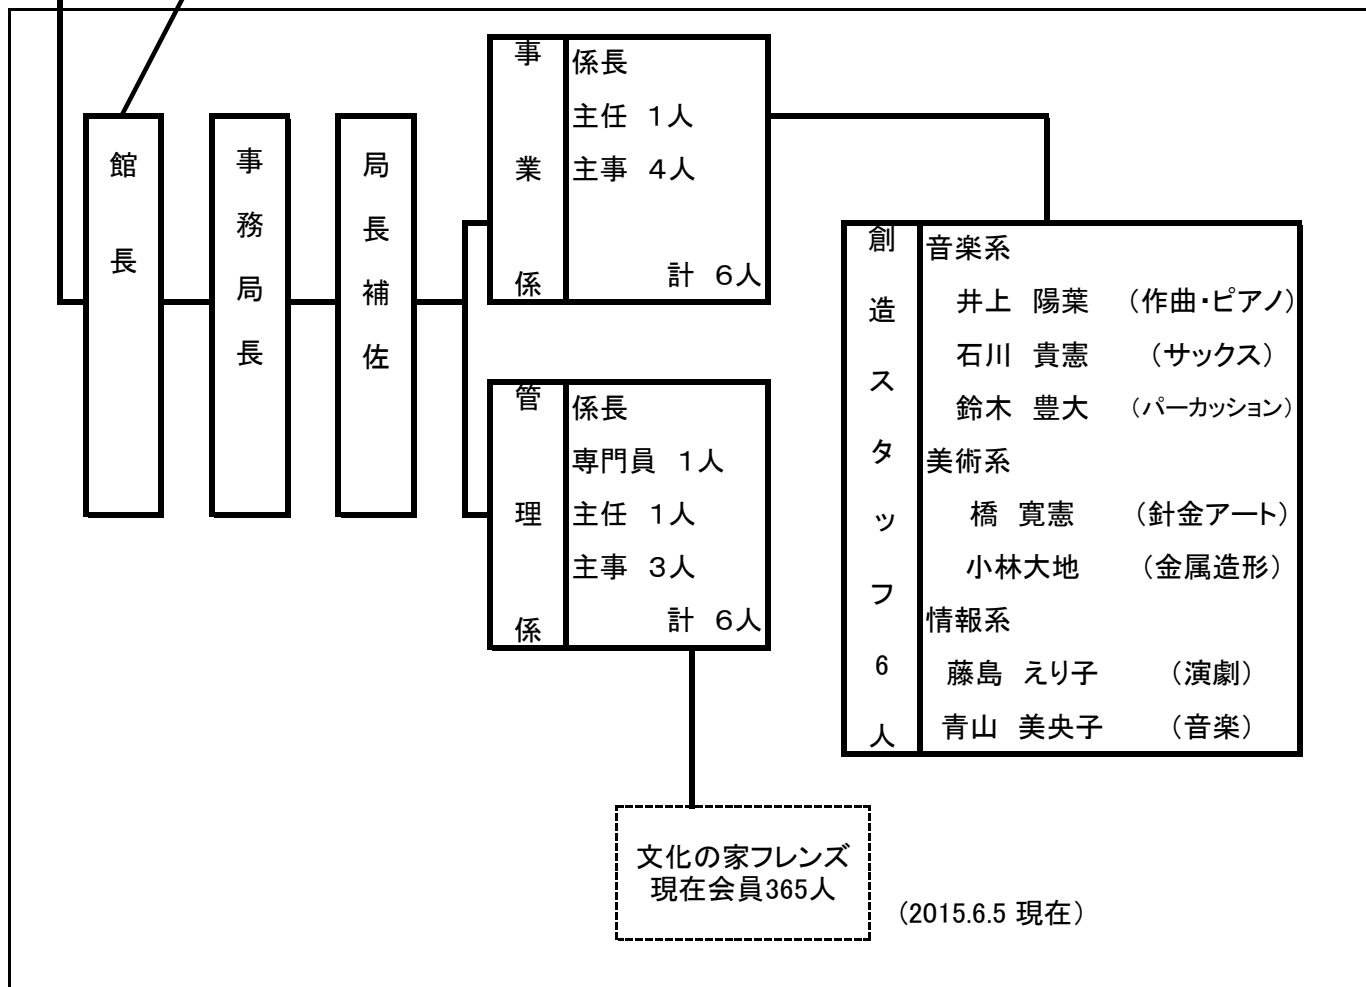 館長
事務局長
局長補佐
事業係
係長
主任 1人
主事 4人
計 6人
管理係
係長
専門員 1人
主任 1人
主事 3人
計 6人
創造スタッフ6人
音楽系
井上 陽葉 (作曲・ピアノ)
石川 貴憲 (サックス)
鈴木 豊大 (パーカッション)
美術系
橋 寛憲 (針金アート)
小林大地 (金属造形)
情報系
藤島 えり子 (演劇)
青山 美央子 (音楽)
文化の家フレンズ
現在会員365人
(2015.6.5 現在)